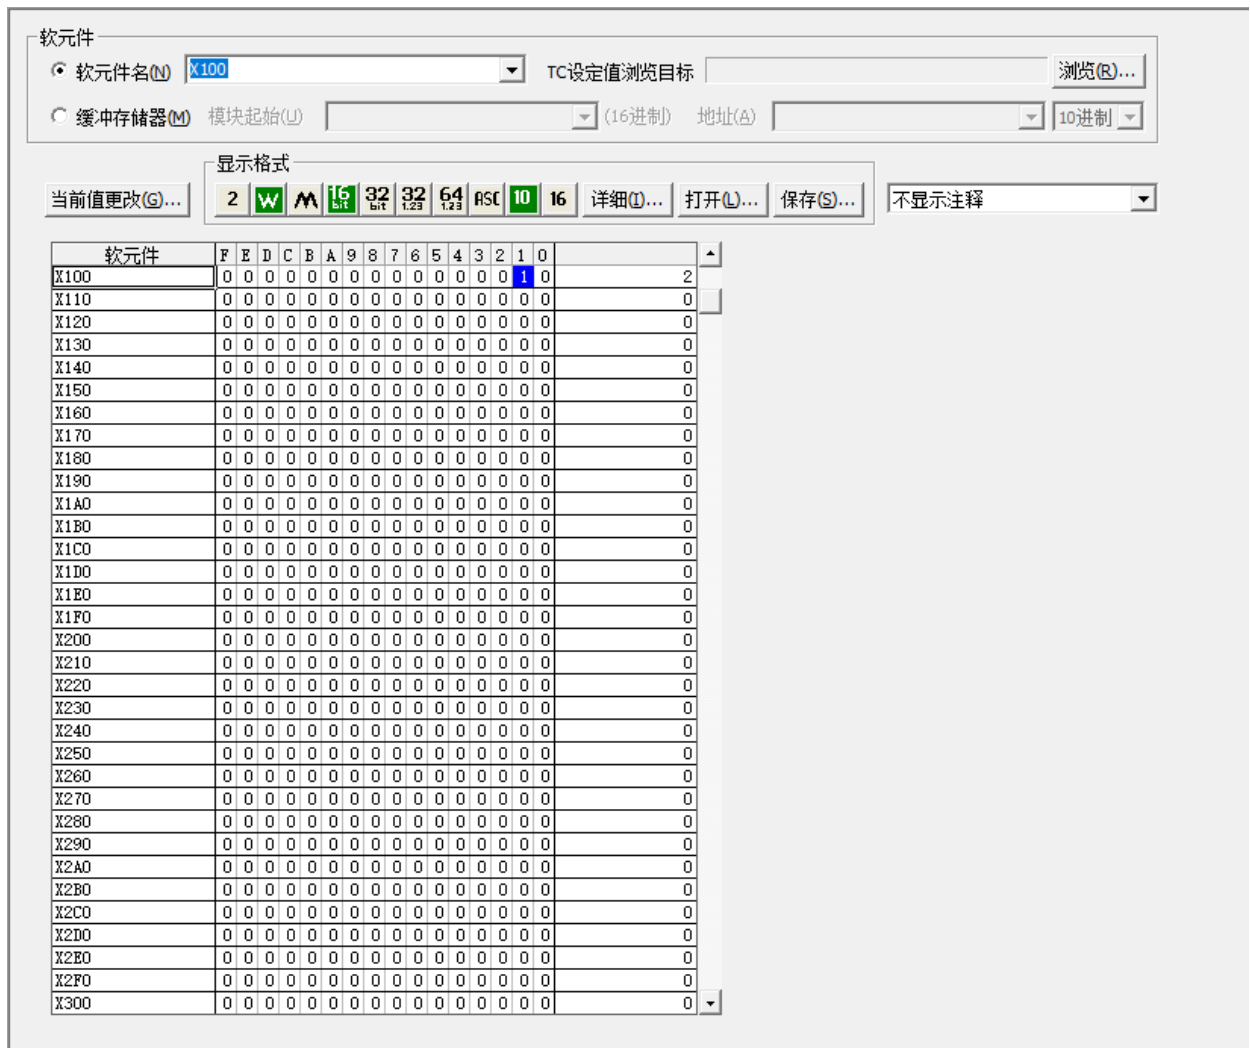 软元件
软元件名(N) X100 TC设定值浏览目标 浏览(R)...
缓冲存储器(M) 模块起始(U) (16进制) 地址(A) 10进制
显示格式
当前值更改(G)... 2 W M 16bit 32bit 32 1.23 64 1.23 ASC 10 16 详细(I)... 打开(L)... 保存(S)... 不显示注释
软元件 F E D C B A 9 8 7 6 5 4 3 2 1 0
X100 0 0 0 0 0 0 0 0 0 0 0 0 0 0 1 0 2
X110 0 0 0 0 0 0 0 0 0 0 0 0 0 0 0 0 0
X120 0 0 0 0 0 0 0 0 0 0 0 0 0 0 0 0 0
X130 0 0 0 0 0 0 0 0 0 0 0 0 0 0 0 0 0
X140 0 0 0 0 0 0 0 0 0 0 0 0 0 0 0 0 0
X150 0 0 0 0 0 0 0 0 0 0 0 0 0 0 0 0 0
X160 0 0 0 0 0 0 0 0 0 0 0 0 0 0 0 0 0
X170 0 0 0 0 0 0 0 0 0 0 0 0 0 0 0 0 0
X180 0 0 0 0 0 0 0 0 0 0 0 0 0 0 0 0 0
X190 0 0 0 0 0 0 0 0 0 0 0 0 0 0 0 0 0
X1A0 0 0 0 0 0 0 0 0 0 0 0 0 0 0 0 0 0
X1B0 0 0 0 0 0 0 0 0 0 0 0 0 0 0 0 0 0
X1C0 0 0 0 0 0 0 0 0 0 0 0 0 0 0 0 0 0
X1D0 0 0 0 0 0 0 0 0 0 0 0 0 0 0 0 0 0
X1E0 0 0 0 0 0 0 0 0 0 0 0 0 0 0 0 0 0
X1F0 0 0 0 0 0 0 0 0 0 0 0 0 0 0 0 0 0
X200 0 0 0 0 0 0 0 0 0 0 0 0 0 0 0 0 0
X210 0 0 0 0 0 0 0 0 0 0 0 0 0 0 0 0 0
X220 0 0 0 0 0 0 0 0 0 0 0 0 0 0 0 0 0
X230 0 0 0 0 0 0 0 0 0 0 0 0 0 0 0 0 0
X240 0 0 0 0 0 0 0 0 0 0 0 0 0 0 0 0 0
X250 0 0 0 0 0 0 0 0 0 0 0 0 0 0 0 0 0
X260 0 0 0 0 0 0 0 0 0 0 0 0 0 0 0 0 0
X270 0 0 0 0 0 0 0 0 0 0 0 0 0 0 0 0 0
X280 0 0 0 0 0 0 0 0 0 0 0 0 0 0 0 0 0
X290 0 0 0 0 0 0 0 0 0 0 0 0 0 0 0 0 0
X2A0 0 0 0 0 0 0 0 0 0 0 0 0 0 0 0 0 0
X2B0 0 0 0 0 0 0 0 0 0 0 0 0 0 0 0 0 0
X2C0 0 0 0 0 0 0 0 0 0 0 0 0 0 0 0 0 0
X2D0 0 0 0 0 0 0 0 0 0 0 0 0 0 0 0 0 0
X2E0 0 0 0 0 0 0 0 0 0 0 0 0 0 0 0 0 0
X2F0 0 0 0 0 0 0 0 0 0 0 0 0 0 0 0 0 0
X300 0 0 0 0 0 0 0 0 0 0 0 0 0 0 0 0 0